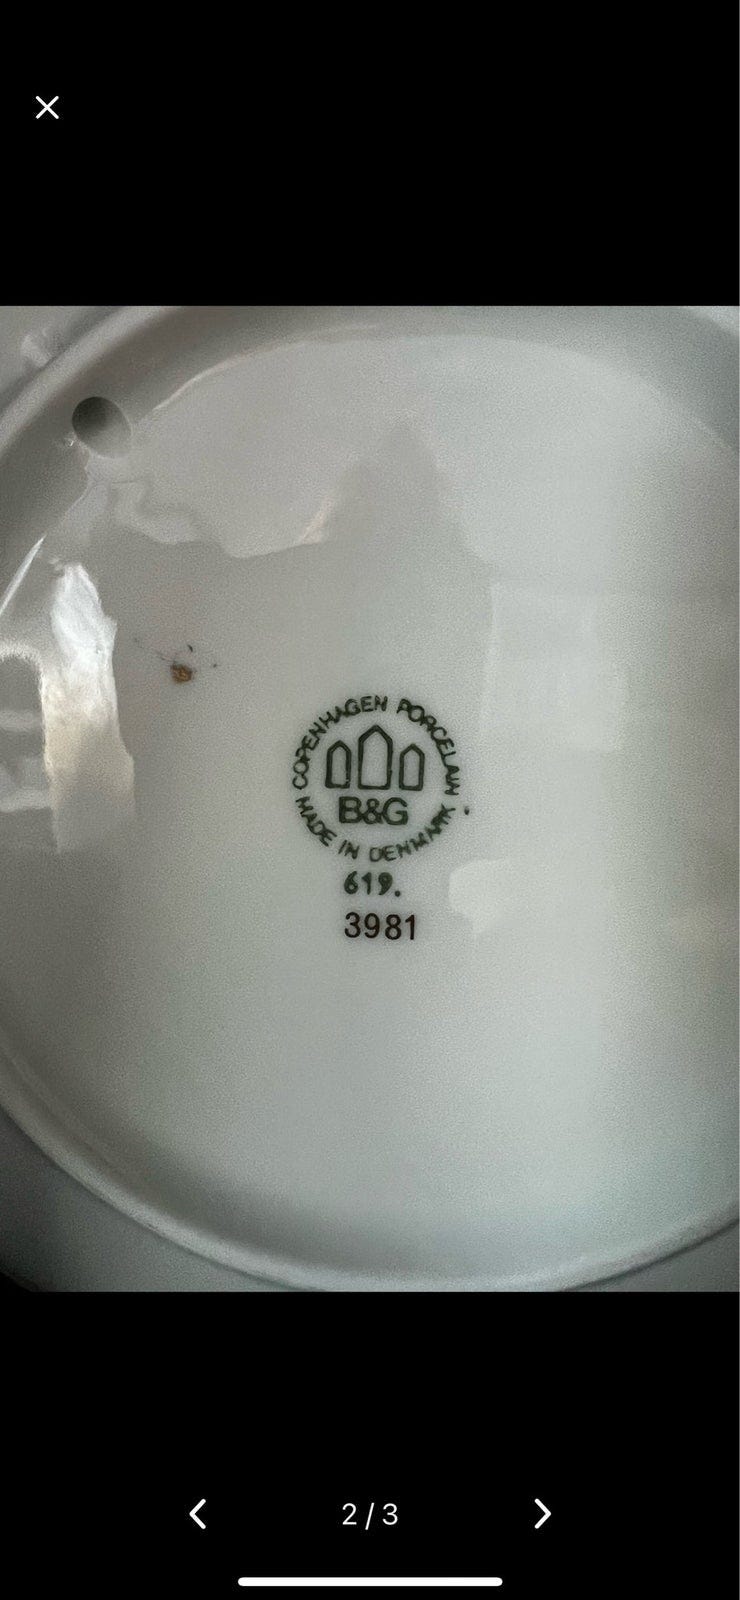 COPENHAGEN PORCELAIN
B&G
MADE IN DENMARK
619.
3981
2 / 3